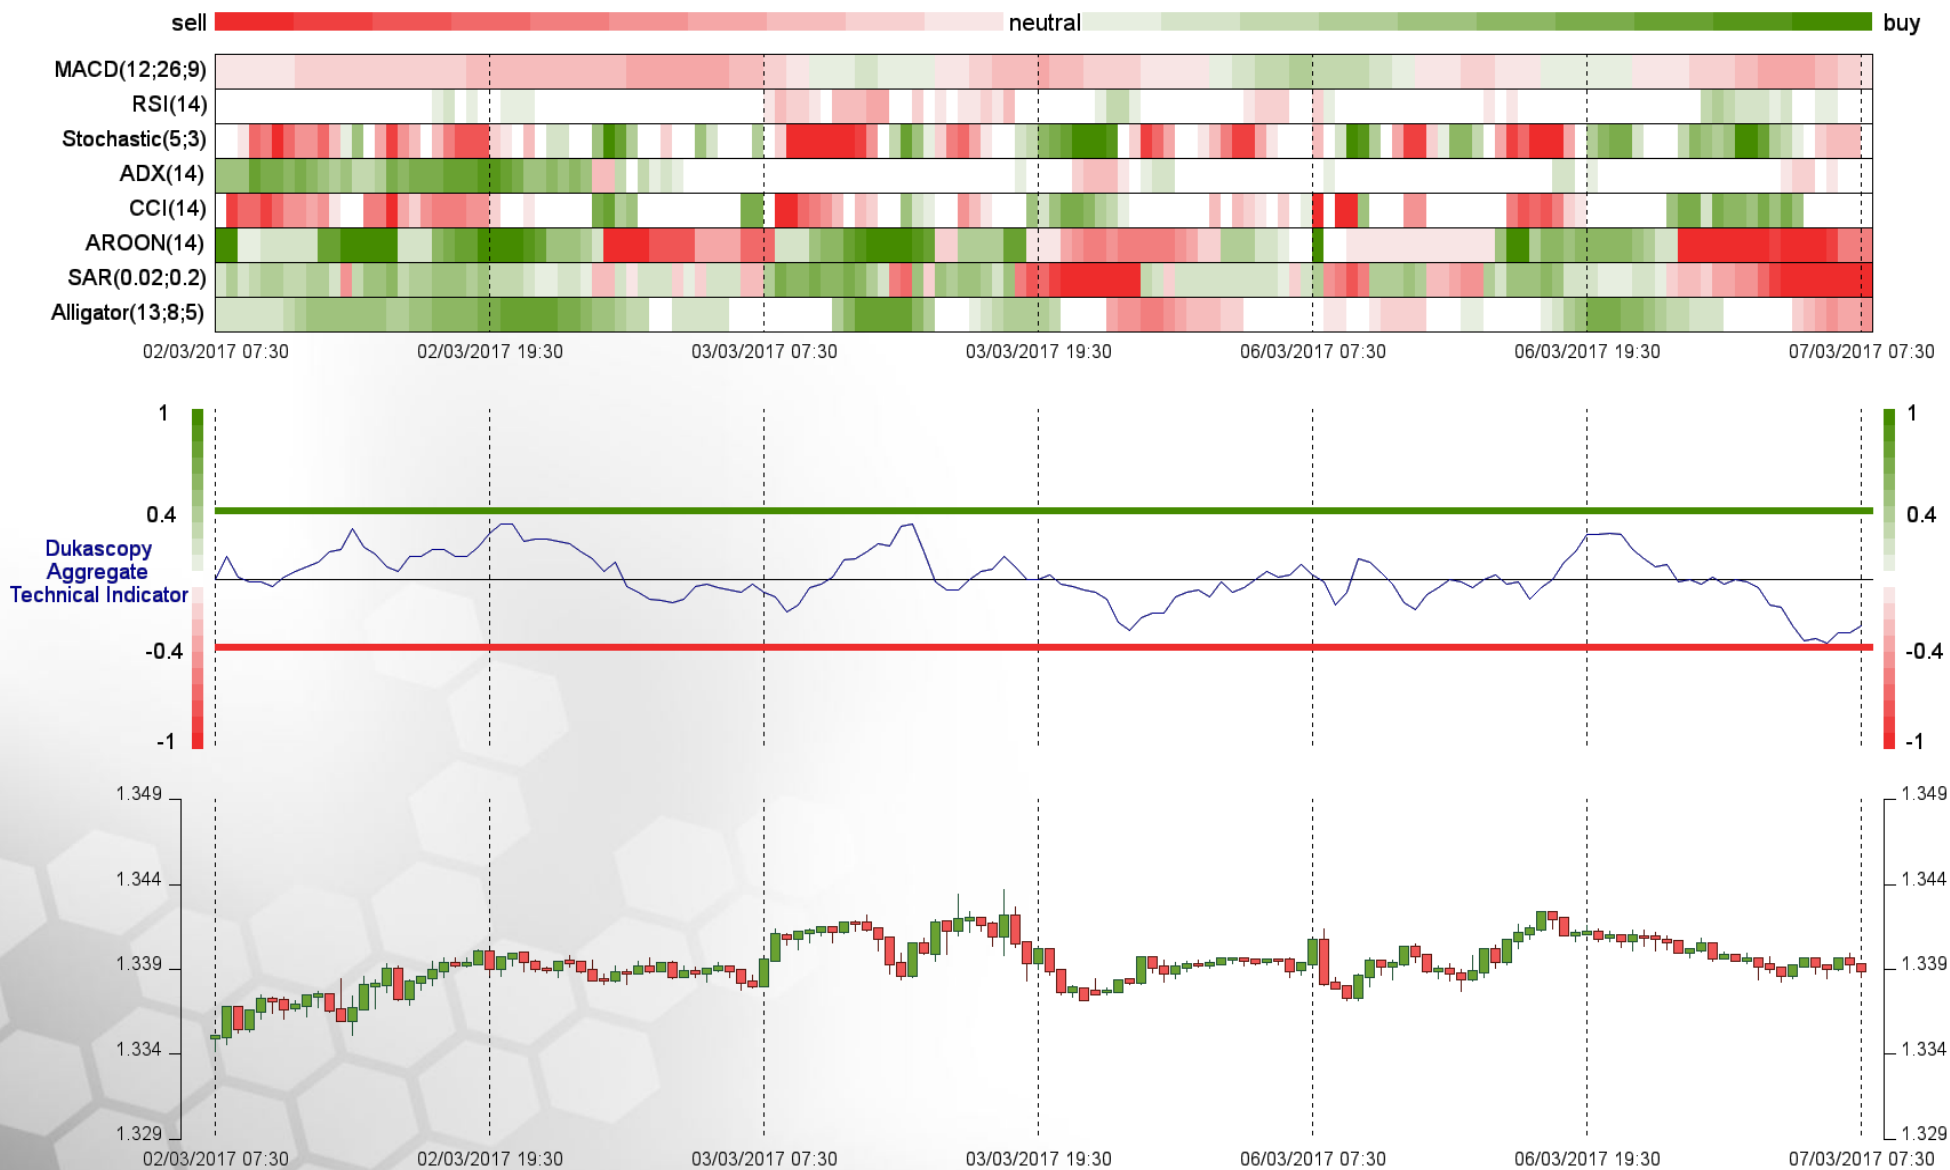 sell neutral buy
MACD(12;26;9)
RSI(14)
Stochastic(5;3)
ADX(14)
CCI(14)
AROON(14)
SAR(0.02;0.2)
Alligator(13;8;5)
02/03/2017 07:30 02/03/2017 19:30 03/03/2017 07:30 03/03/2017 19:30 06/03/2017 07:30 06/03/2017 19:30 07/03/2017 07:30
1 1
0.4 0.4
Dukascopy
Aggregate
Technical Indicator
-0.4 -0.4
-1 -1
1.349 1.349
1.344 1.344
1.339 1.339
1.334 1.334
1.329 1.329
02/03/2017 07:30 02/03/2017 19:30 03/03/2017 07:30 03/03/2017 19:30 06/03/2017 07:30 06/03/2017 19:30 07/03/2017 07:30